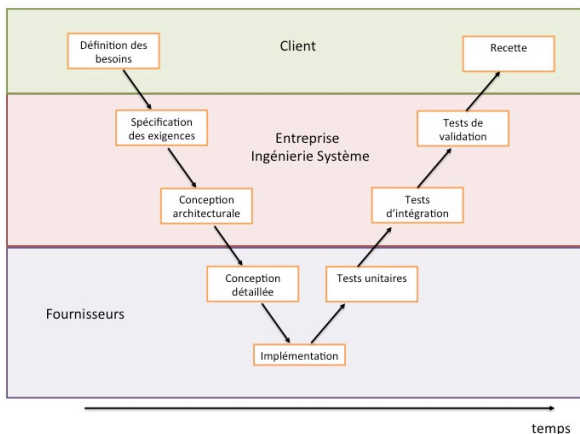 Définition des
besoins
Client
Recette
Spécification
des exigences
Entreprise
Ingénierie Système
Tests de
validation
Conception
architecturale
Tests
d'intégration
Conception
détaillée
Tests unitaires
Fournisseurs
Implémentation
temps